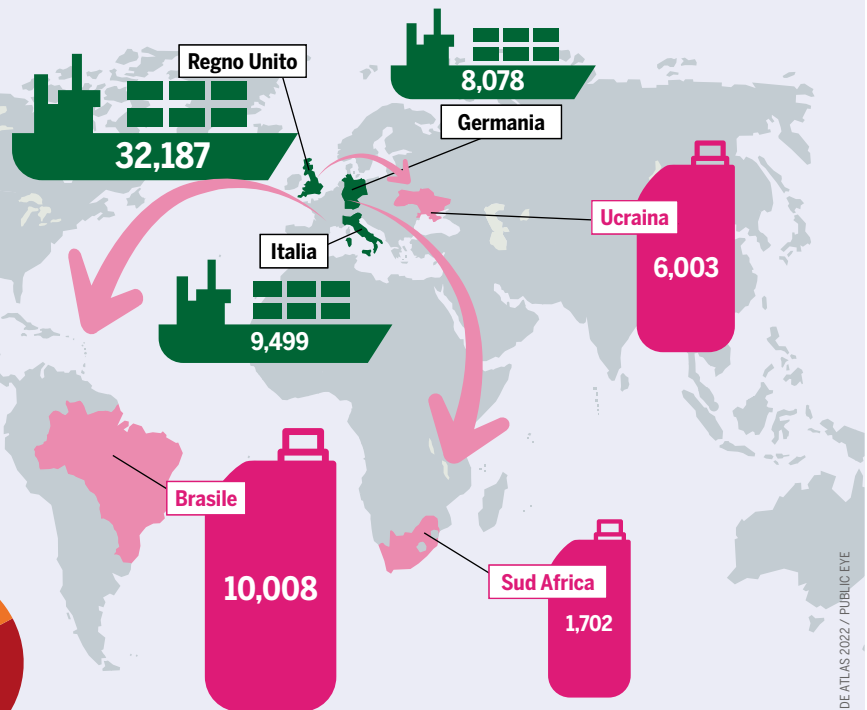 Regno Unito
32,187
8,078
Germania
Ucraina
6,003
Italia
9,499
Brasile
10,008
Sud Africa
1,702
DE ATLAS 2022 / PUBLIC EYE